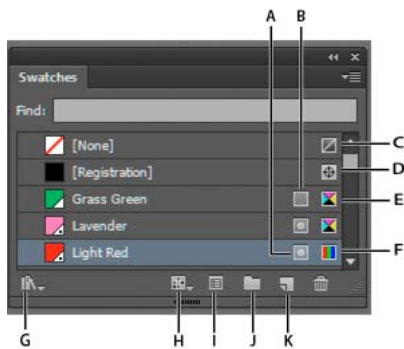 A B
Swatches
Find:
[None] C
[Registration] D
Grass Green E
Lavender
Light Red F
G H I J K